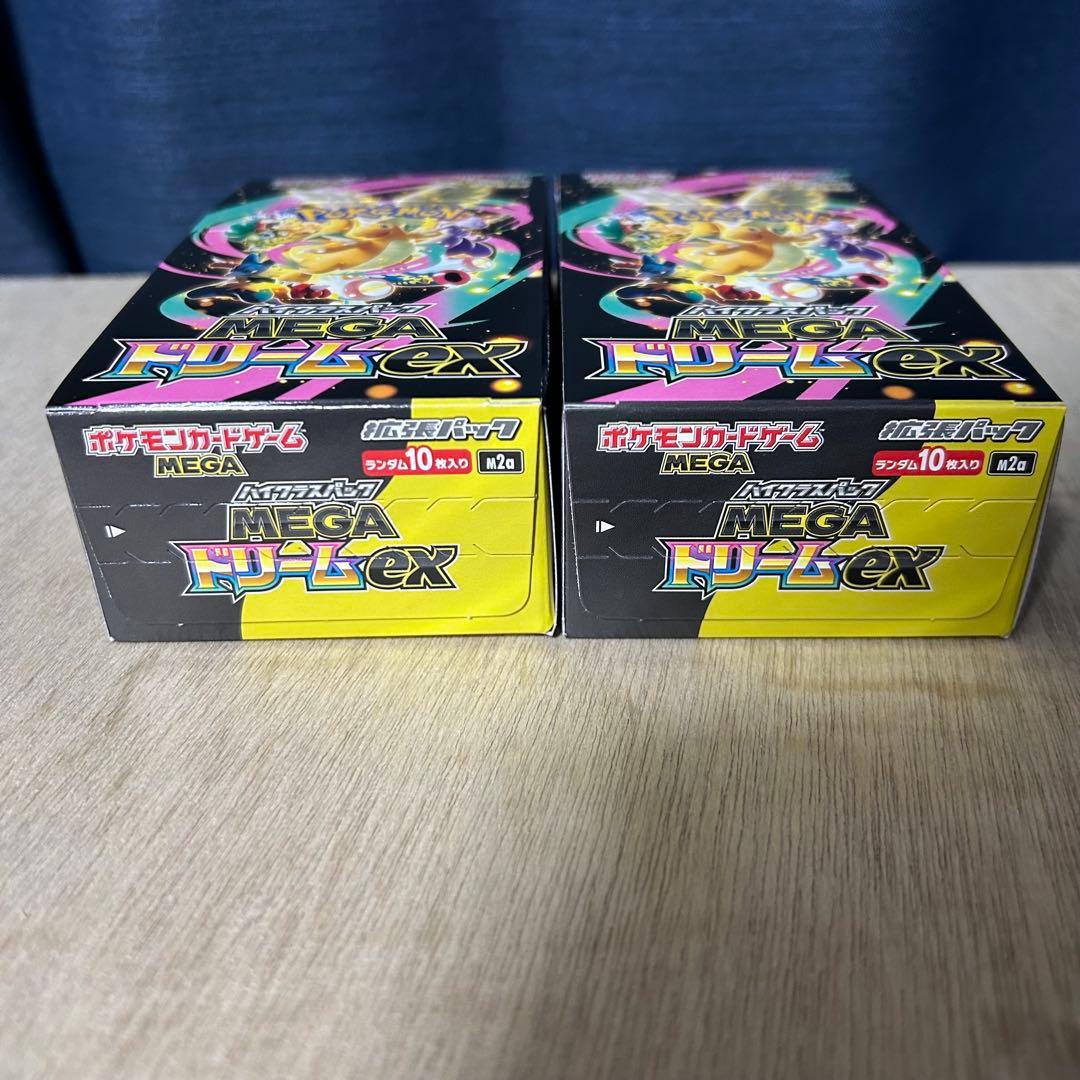 POKÉMON
ハイクラスパック
MEGA
ドリームex
ポケモンカードゲーム
MEGA
拡張パック
ランダム10枚入り M2a
ハイクラスパック
MEGA
ドリームex
POKÉMON
ハイクラスパック
MEGA
ドリームex
ポケモンカードゲーム
MEGA
拡張パック
ランダム10枚入り M2a
ハイクラスパック
MEGA
ドリームex